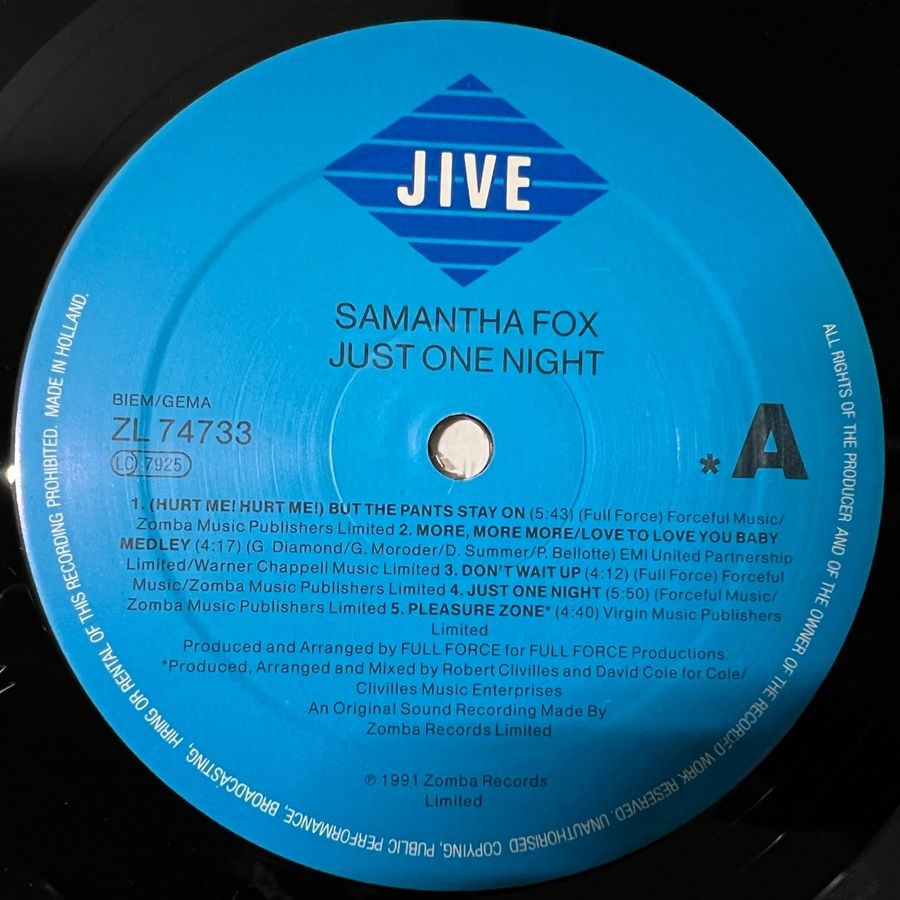 JIVE
SAMANTHA FOX
JUST ONE NIGHT
BIEM/GEMA
ZL 74733
LC 7925
*A
1. (HURT ME! HURT ME!) BUT THE PANTS STAY ON (5:43) (Full Force) Forceful Music/
Zomba Music Publishers Limited 2. MORE, MORE MORE/LOVE TO LOVE YOU BABY
MEDLEY (4:17) (G. Diamond/G. Moroder/D. Summer/P. Bellotte) EMI United Partnership
Limited/Warner Chappell Music Limited 3. DON'T WAIT UP (4:12) (Full Force) Forceful
Music/Zomba Music Publishers Limited 4. JUST ONE NIGHT (5:50) (Forceful Music/
Zomba Music Publishers Limited 5. PLEASURE ZONE* (4:40) Virgin Music Publishers
Limited
Produced and Arranged by FULL FORCE for FULL FORCE Productions.
*Produced, Arranged and Mixed by Robert Clivilles and David Cole for Cole/
Clivilles Music Enterprises
An Original Sound Recording Made By
Zomba Records Limited
℗ 1991 Zomba Records
Limited
ALL RIGHTS OF THE PRODUCER AND OF THE OWNER OF THE RECORDED WORK RESERVED. UNAUTHORISED COPYING, PUBLIC PERFORMANCE, BROADCASTING, HIRING OR RENTAL OF THIS RECORDING PROHIBITED. MADE IN HOLLAND.